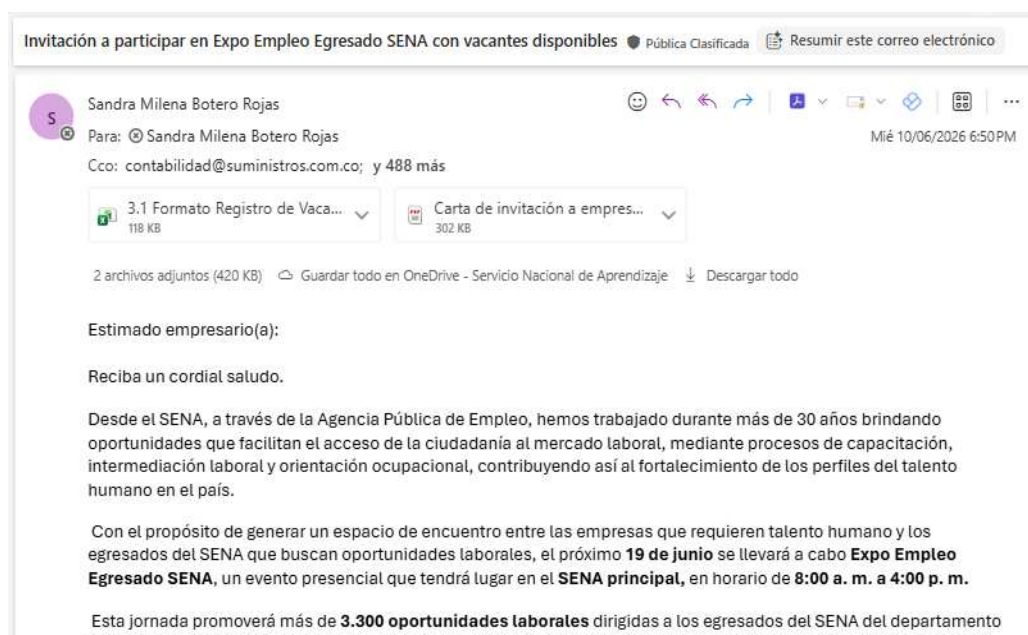 Invitación a participar en Expo Empleo Egresado SENA con vacantes disponibles Pública Clasificada Resumir este correo electrónico
S
Sandra Milena Botero Rojas
Para: Sandra Milena Botero Rojas
Mié 10/06/2026 6:50 PM
Cco: contabilidad@suministros.com.co; y 488 más
3.1 Formato Registro de Vaca...
118 KB
Carta de invitación a empres...
302 KB
2 archivos adjuntos (420 KB) Guardar todo en OneDrive - Servicio Nacional de Aprendizaje Descargar todo
Estimado empresario(a):
Reciba un cordial saludo.
Desde el SENA, a través de la Agencia Pública de Empleo, hemos trabajado durante más de 30 años brindando
oportunidades que facilitan el acceso de la ciudadanía al mercado laboral, mediante procesos de capacitación,
intermediación laboral y orientación ocupacional, contribuyendo así al fortalecimiento de los perfiles del talento
humano en el país.
Con el propósito de generar un espacio de encuentro entre las empresas que requieren talento humano y los
egresados del SENA que buscan oportunidades laborales, el próximo 19 de junio se llevará a cabo Expo Empleo
Egresado SENA, un evento presencial que tendrá lugar en el SENA principal, en horario de 8:00 a. m. a 4:00 p. m.
Esta jornada promoverá más de 3.300 oportunidades laborales dirigidas a los egresados del SENA del departamento